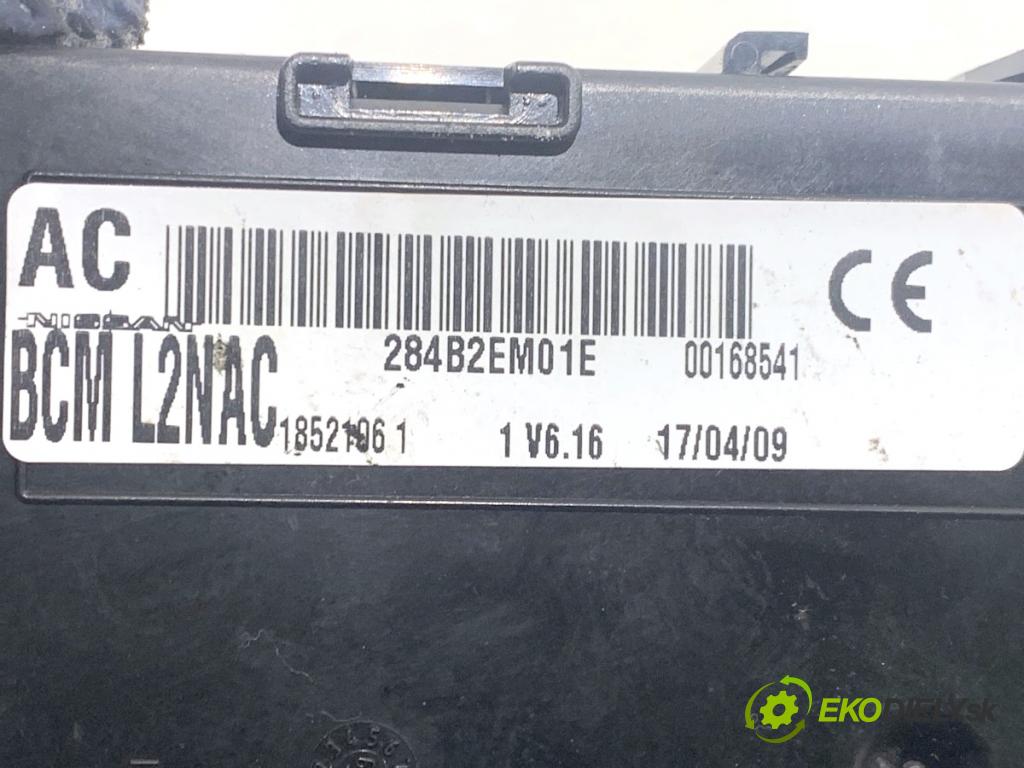 AC
NISSAN
BCM L2NAC
284B2EM01E 00168541
1852106 1 1 V6.16 17/04/09
CE
EKODIELY.sk